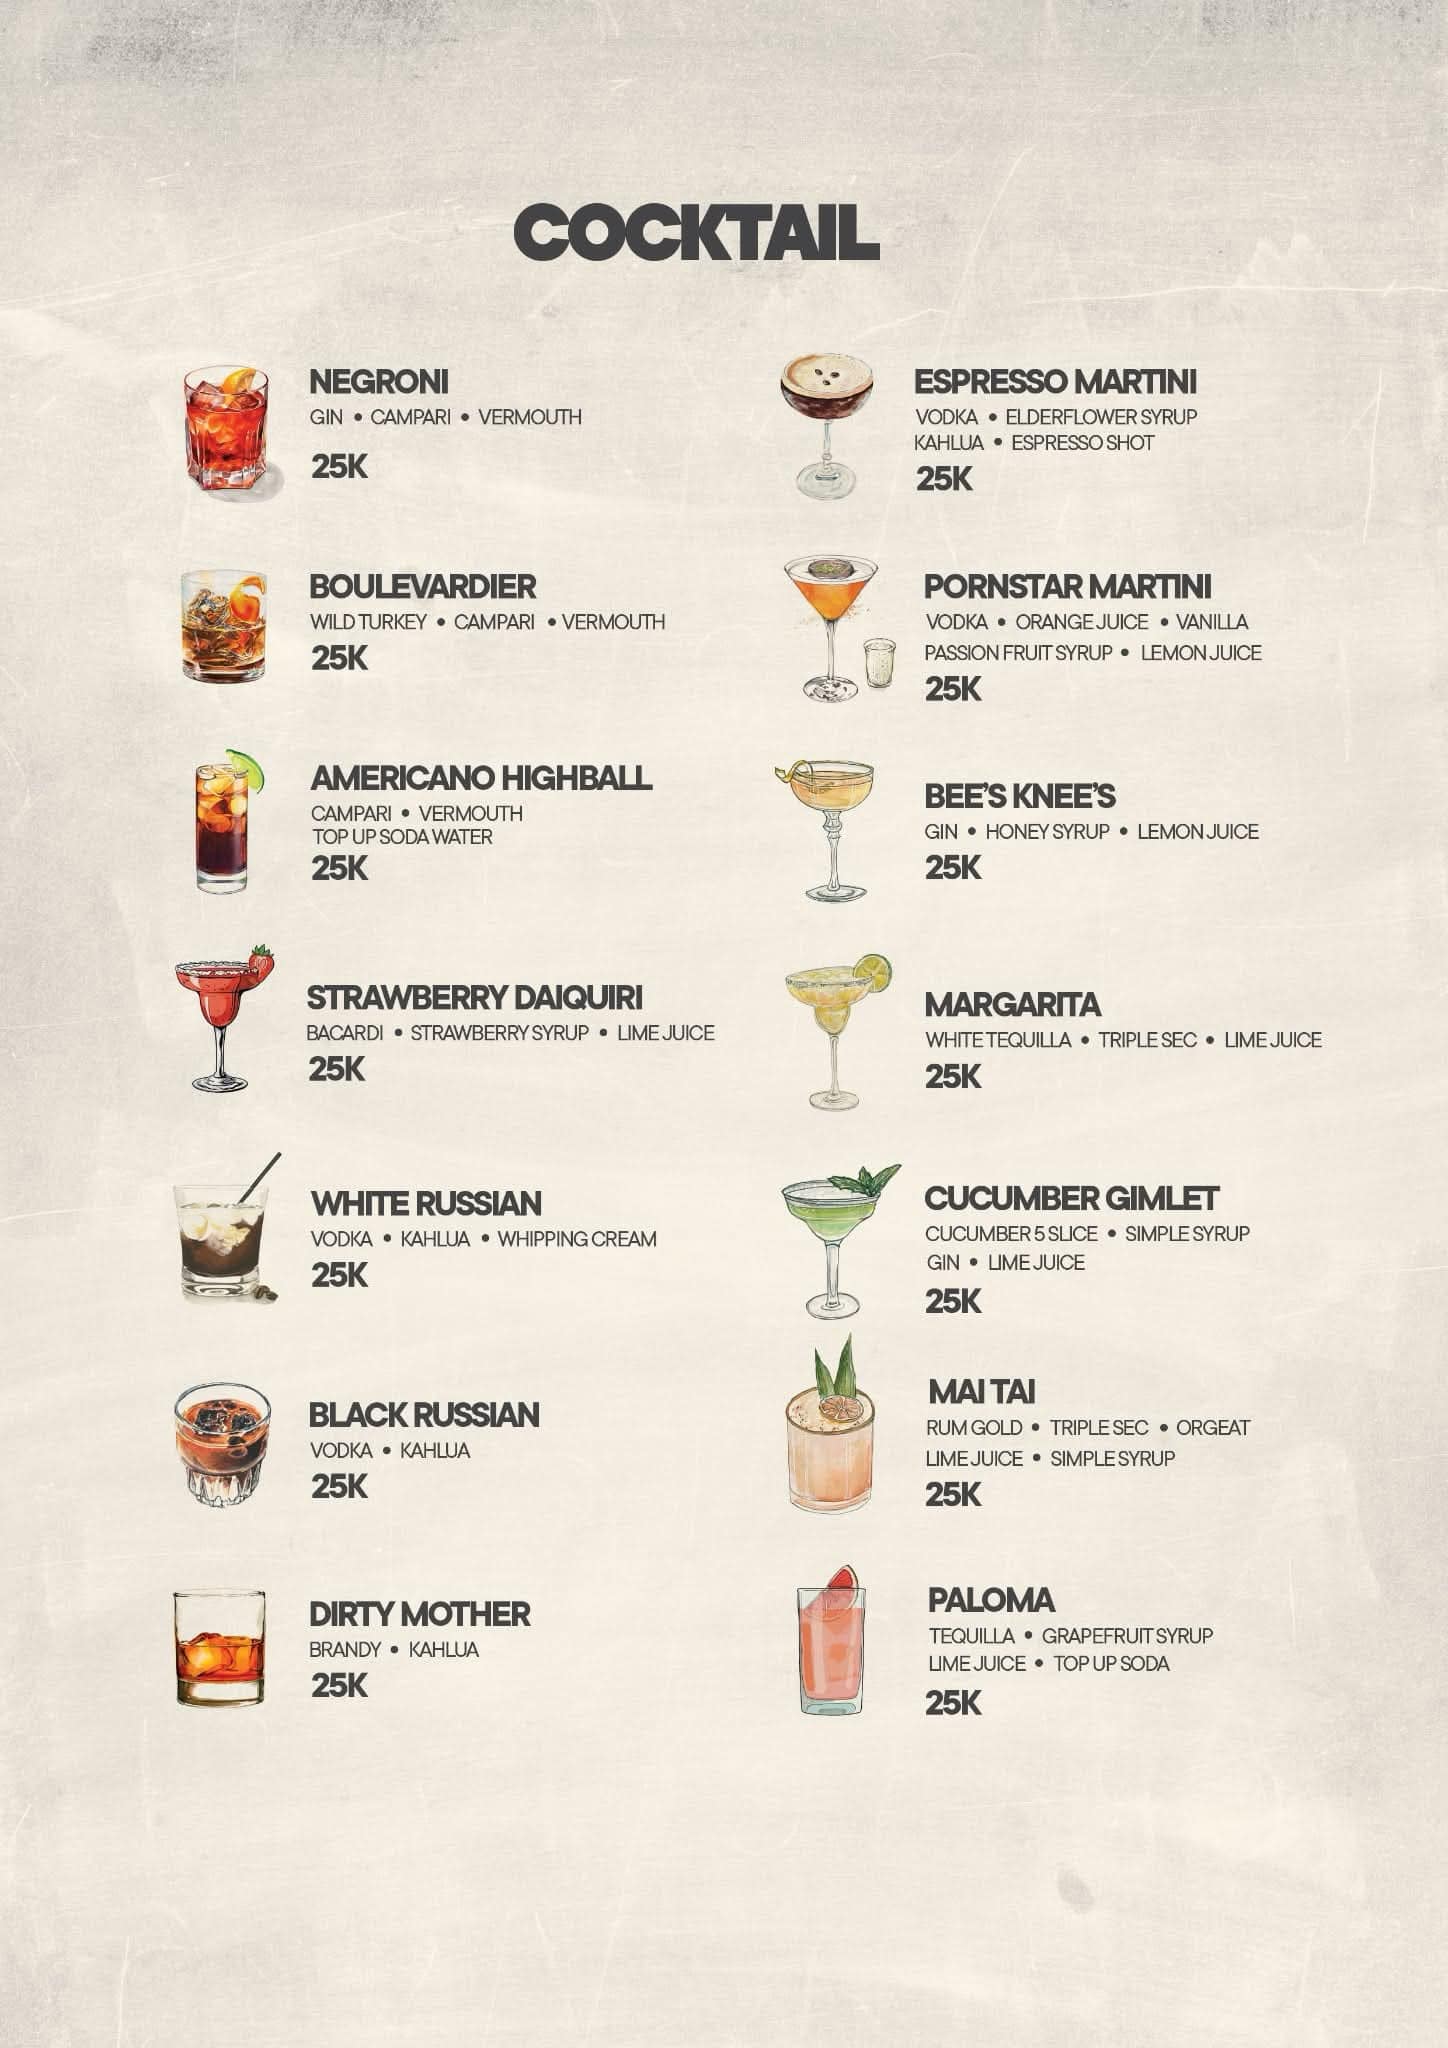 COCKTAIL
NEGRONI
GIN • CAMPARI • VERMOUTH
25K
BOULEVARDIER
WILD TURKEY • CAMPARI • VERMOUTH
25K
AMERICANO HIGHBALL
CAMPARI • VERMOUTH
TOP UP SODA WATER
25K
STRAWBERRY DAIQUIRI
BACARDI • STRAWBERRY SYRUP • LIME JUICE
25K
WHITE RUSSIAN
VODKA • KAHLUA • WHIPPING CREAM
25K
BLACK RUSSIAN
VODKA • KAHLUA
25K
DIRTY MOTHER
BRANDY • KAHLUA
25K
ESPRESSO MARTINI
VODKA • ELDERFLOWER SYRUP
KAHLUA • ESPRESSO SHOT
25K
PORNSTAR MARTINI
VODKA • ORANGE JUICE • VANILLA
PASSION FRUIT SYRUP • LEMON JUICE
25K
BEE'S KNEE'S
GIN • HONEY SYRUP • LEMON JUICE
25K
MARGARITA
WHITE TEQUILLA • TRIPLE SEC • LIME JUICE
25K
CUCUMBER GIMLET
CUCUMBER 5 SLICE • SIMPLE SYRUP
GIN • LIME JUICE
25K
MAI TAI
RUM GOLD • TRIPLE SEC • ORGEAT
LIME JUICE • SIMPLE SYRUP
25K
PALOMA
TEQUILLA • GRAPEFRUIT SYRUP
LIME JUICE • TOP UP SODA
25K